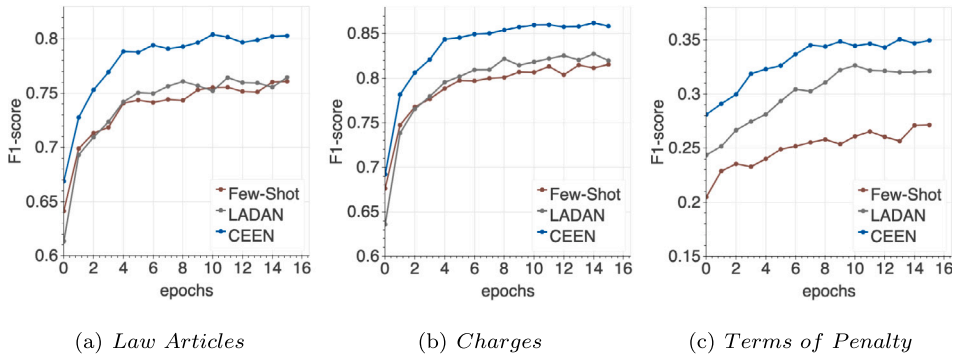 F1-score
0.8
0.75
0.7
0.65
0.6
0 2 4 6 8 10 12 14 16
epochs
Few-Shot
LADAN
CEEN
(a) Law Articles
F1-score
0.85
0.8
0.75
0.7
0.65
0.6
0 2 4 6 8 10 12 14 16
epochs
Few-Shot
LADAN
CEEN
(b) Charges
F1-score
0.35
0.3
0.25
0.2
0.15
0 2 4 6 8 10 12 14 16
epochs
Few-Shot
LADAN
CEEN
(c) Terms of Penalty